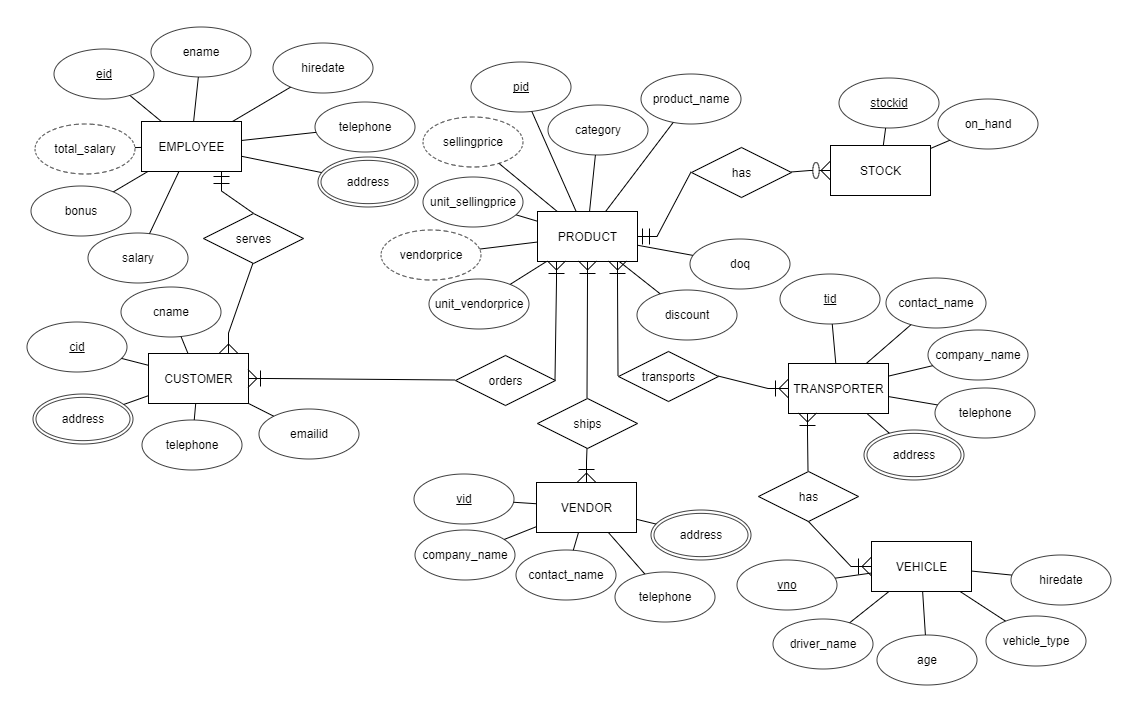 ename
eid
hiredate
telephone
EMPLOYEE
total_salary
address
bonus
salary
serves
cname
cid
CUSTOMER
address
telephone
emailid
pid
product_name
category
sellingprice
unit_sellingprice
PRODUCT
vendorprice
unit_vendorprice
doq
discount
has
stockid
on_hand
STOCK
orders
ships
transports
tid
contact_name
company_name
TRANSPORTER
telephone
address
has
vid
VENDOR
company_name
contact_name
address
telephone
VEHICLE
vno
hiredate
driver_name
age
vehicle_type